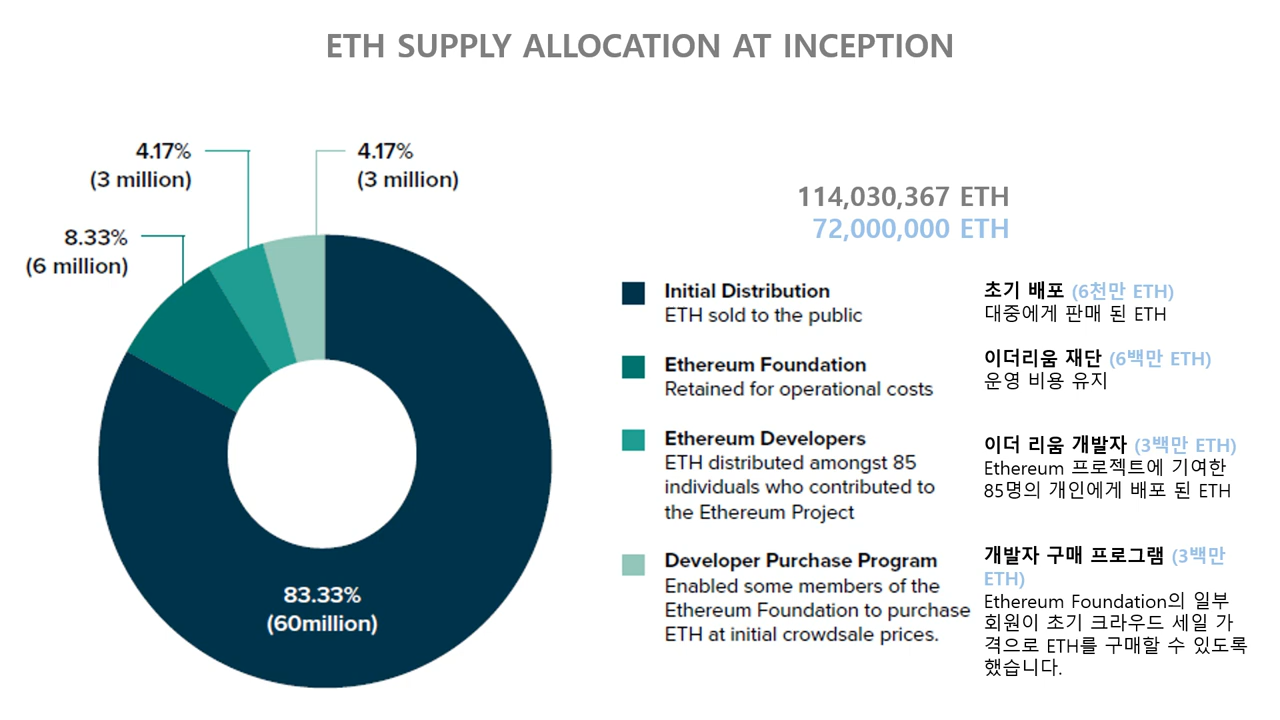 ETH SUPPLY ALLOCATION AT INCEPTION
4.17%
(3 million)
4.17%
(3 million)
8.33%
(6 million)
83.33%
(60million)
114,030,367 ETH
72,000,000 ETH
Initial Distribution
ETH sold to the public
Ethereum Foundation
Retained for operational costs
Ethereum Developers
ETH distributed amongst 85
individuals who contributed to
the Ethereum Project
Developer Purchase Program
Enabled some members of the
Ethereum Foundation to purchase
ETH at initial crowdsale prices.
초기 배포 (6천만 ETH)
대중에게 판매 된 ETH
이더리움 재단 (6백만 ETH)
운영 비용 유지
이더 리움 개발자 (3백만 ETH)
Ethereum 프로젝트에 기여한
85명의 개인에게 배포 된 ETH
개발자 구매 프로그램 (3백만
ETH)
Ethereum Foundation의 일부
회원이 초기 크라우드 세일 가
격으로 ETH를 구매할 수 있도록
했습니다.